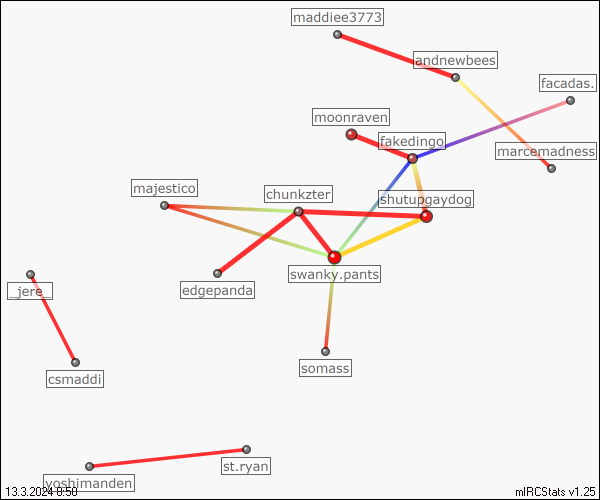 maddiee3773
andnewbees
facadas.
moonraven
fakedingo
marcemadness
majestico
chunkzter
shutupgaydog
swanky.pants
_jere_
edgepanda
somass
csmaddi
st.ryan
yoshimanden
13.3.2024 8:50
mIRCStats v1.25